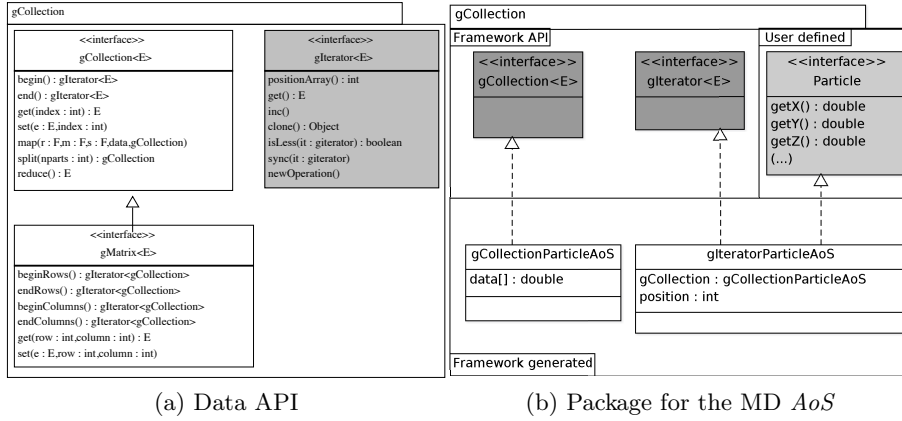 gCollection
<<interface>>
gCollection<E>
begin() : gIterator<E>
end() : gIterator<E>
get(index : int) : E
set(e : E,index : int)
map(r : F,m : F,s : F,data,gCollection)
split(nparts : int) : gCollection
reduce() : E
<<interface>>
gIterator<E>
positionArray() : int
get() : E
inc()
clone() : Object
isLess(it : giterator) : boolean
sync(it : giterator)
newOperation()
<<interface>>
gMatrix<E>
beginRows() : gIterator<gCollection>
endRows() : gIterator<gCollection>
beginColumns() : gIterator<gCollection>
endColumns() : gIterator<gCollection>
get(row : int,column : int) : E
set(e : E,row : int,column : int)
(a) Data API
gCollection
Framework API
<<interface>>
gCollection<E>
<<interface>>
gIterator<E>
User defined
<<interface>>
Particle
getX() : double
getY() : double
getZ() : double
(...)
gCollectionParticleAoS
data[] : double
gIteratorParticleAoS
gCollection : gCollectionParticleAoS
position : int
Framework generated
(b) Package for the MD AoS